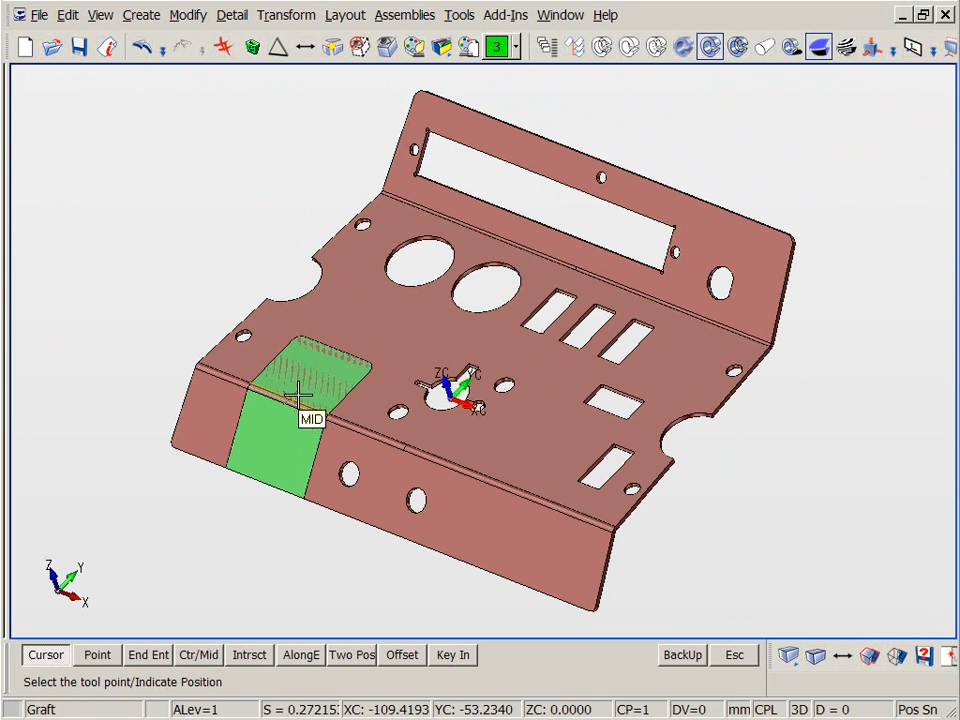 File Edit View Create Modify Detail Transform Layout Assemblies Tools Add-Ins Window Help
3
ZC YC
XC
MID
Z Y
X
Cursor Point End Ent Ctr/Mid Intrsct AlongE Two Pos Offset Key In BackUp Esc
Select the tool point/Indicate Position
Graft ALev=1 S = 0.27215 XC: -109.4193 YC: -53.2340 ZC: 0.0000 CP=1 DV=0 mm CPL 3D D = 0 Pos Sn